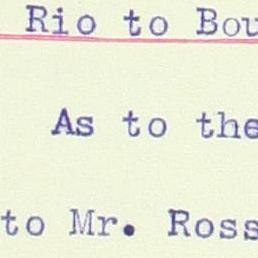 Rio to Bou
As to the
to Mr. Ross